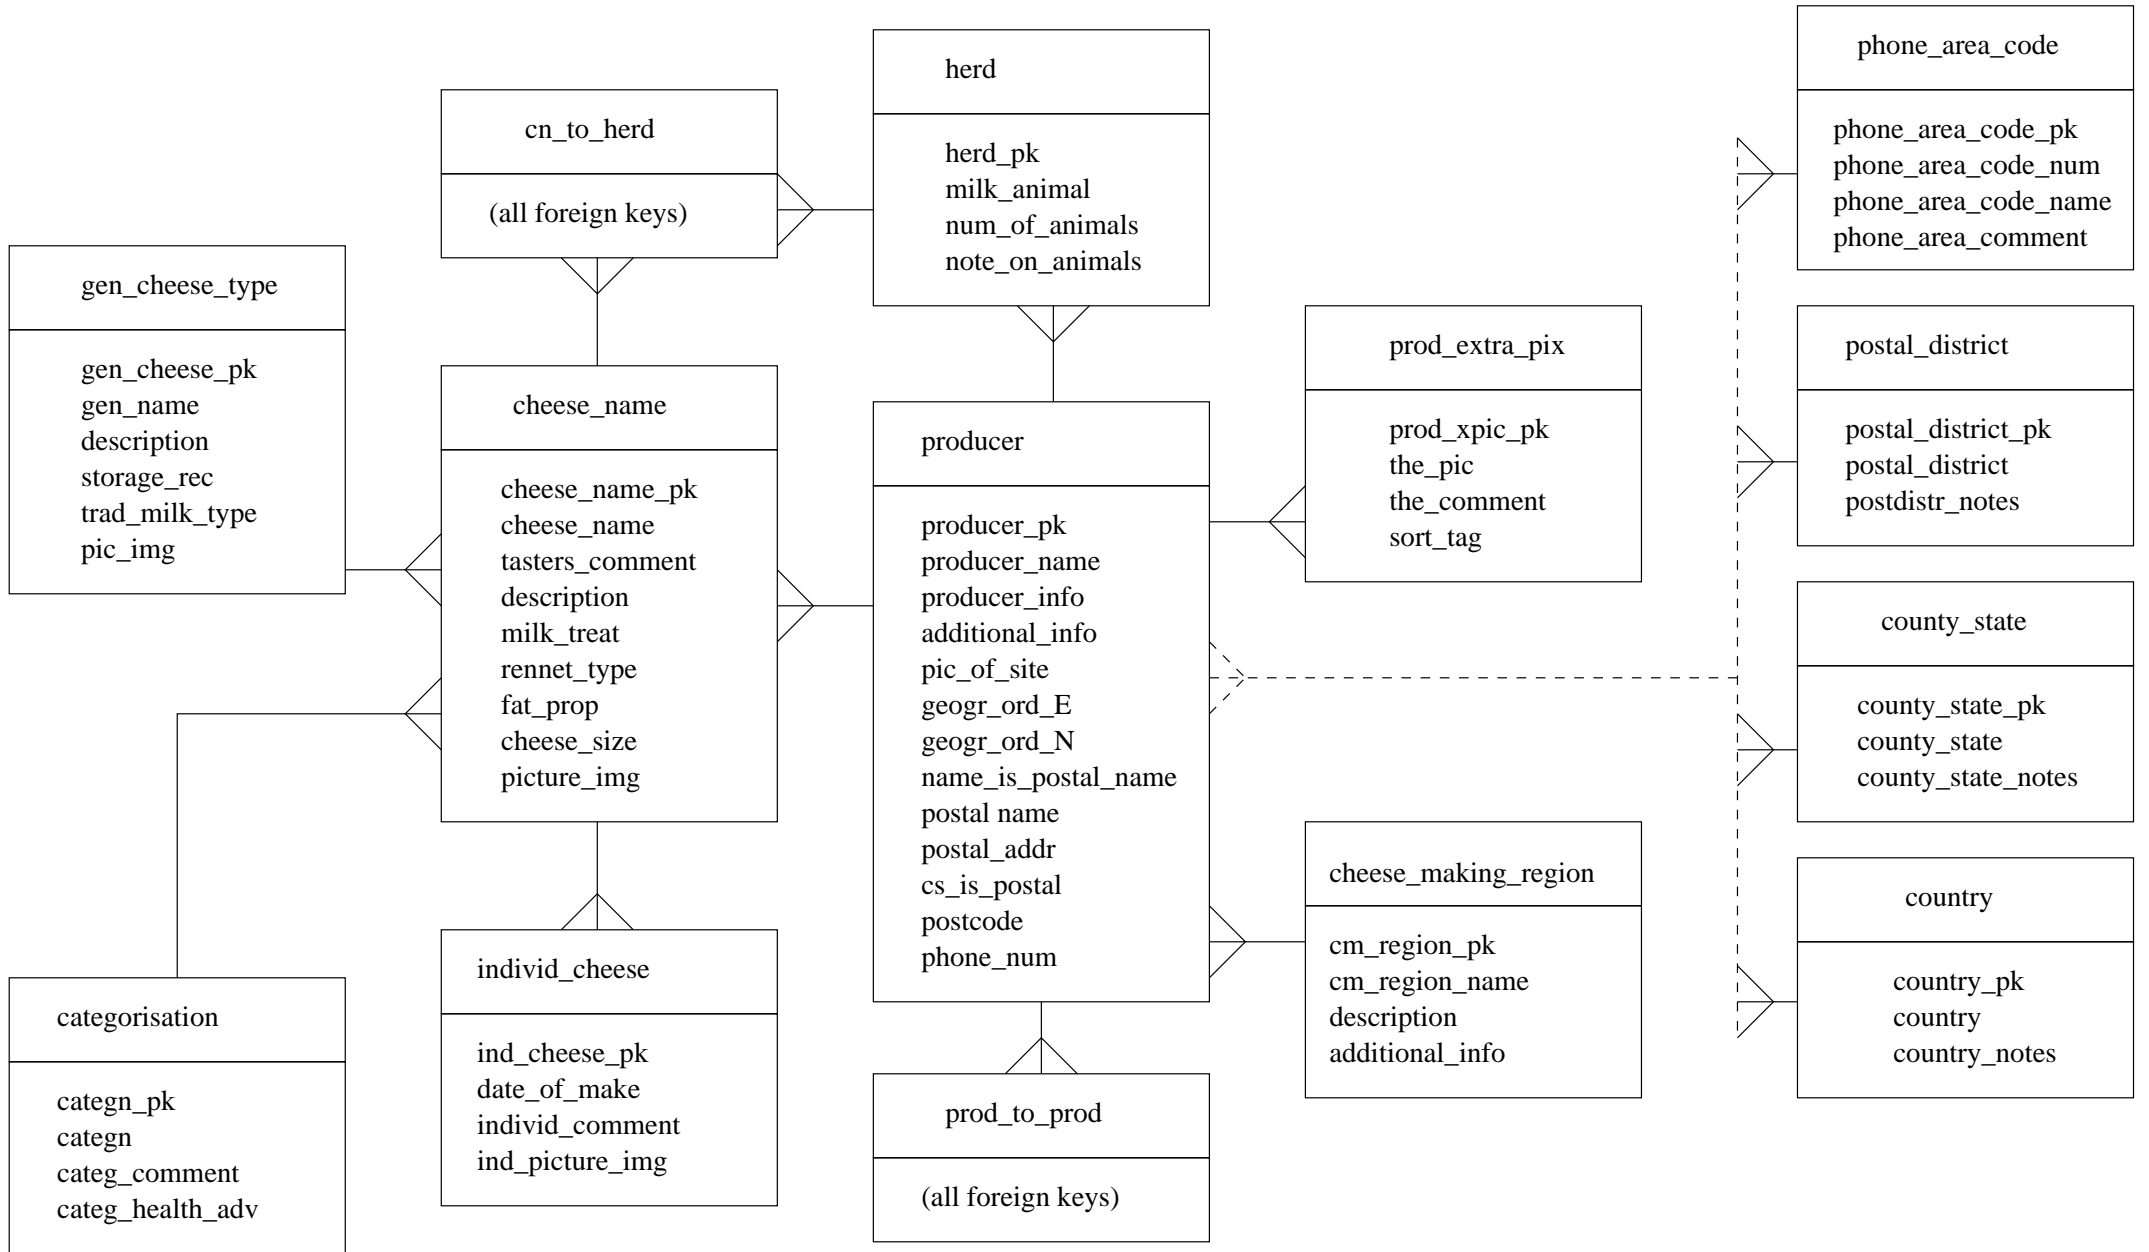 phone_area_code
phone_area_code_pk
phone_area_code_num
phone_area_code_name
phone_area_comment
herd
herd_pk
milk_animal
num_of_animals
note_on_animals
cn_to_herd
(all foreign keys)
gen_cheese_type
gen_cheese_pk
gen_name
description
storage_rec
trad_milk_type
pic_img
cheese_name
cheese_name_pk
cheese_name
tasters_comment
description
milk_treat
rennet_type
fat_prop
cheese_size
picture_img
producer
producer_pk
producer_name
producer_info
additional_info
pic_of_site
geogr_ord_E
geogr_ord_N
name_is_postal_name
postal name
postal_addr
cs_is_postal
postcode
phone_num
prod_extra_pix
prod_xpic_pk
the_pic
the_comment
sort_tag
postal_district
postal_district_pk
postal_district
postdistr_notes
county_state
county_state_pk
county_state
county_state_notes
cheese_making_region
cm_region_pk
cm_region_name
description
additional_info
country
country_pk
country
country_notes
categorisation
categn_pk
categn
categ_comment
categ_health_adv
individ_cheese
ind_cheese_pk
date_of_make
individ_comment
ind_picture_img
prod_to_prod
(all foreign keys)